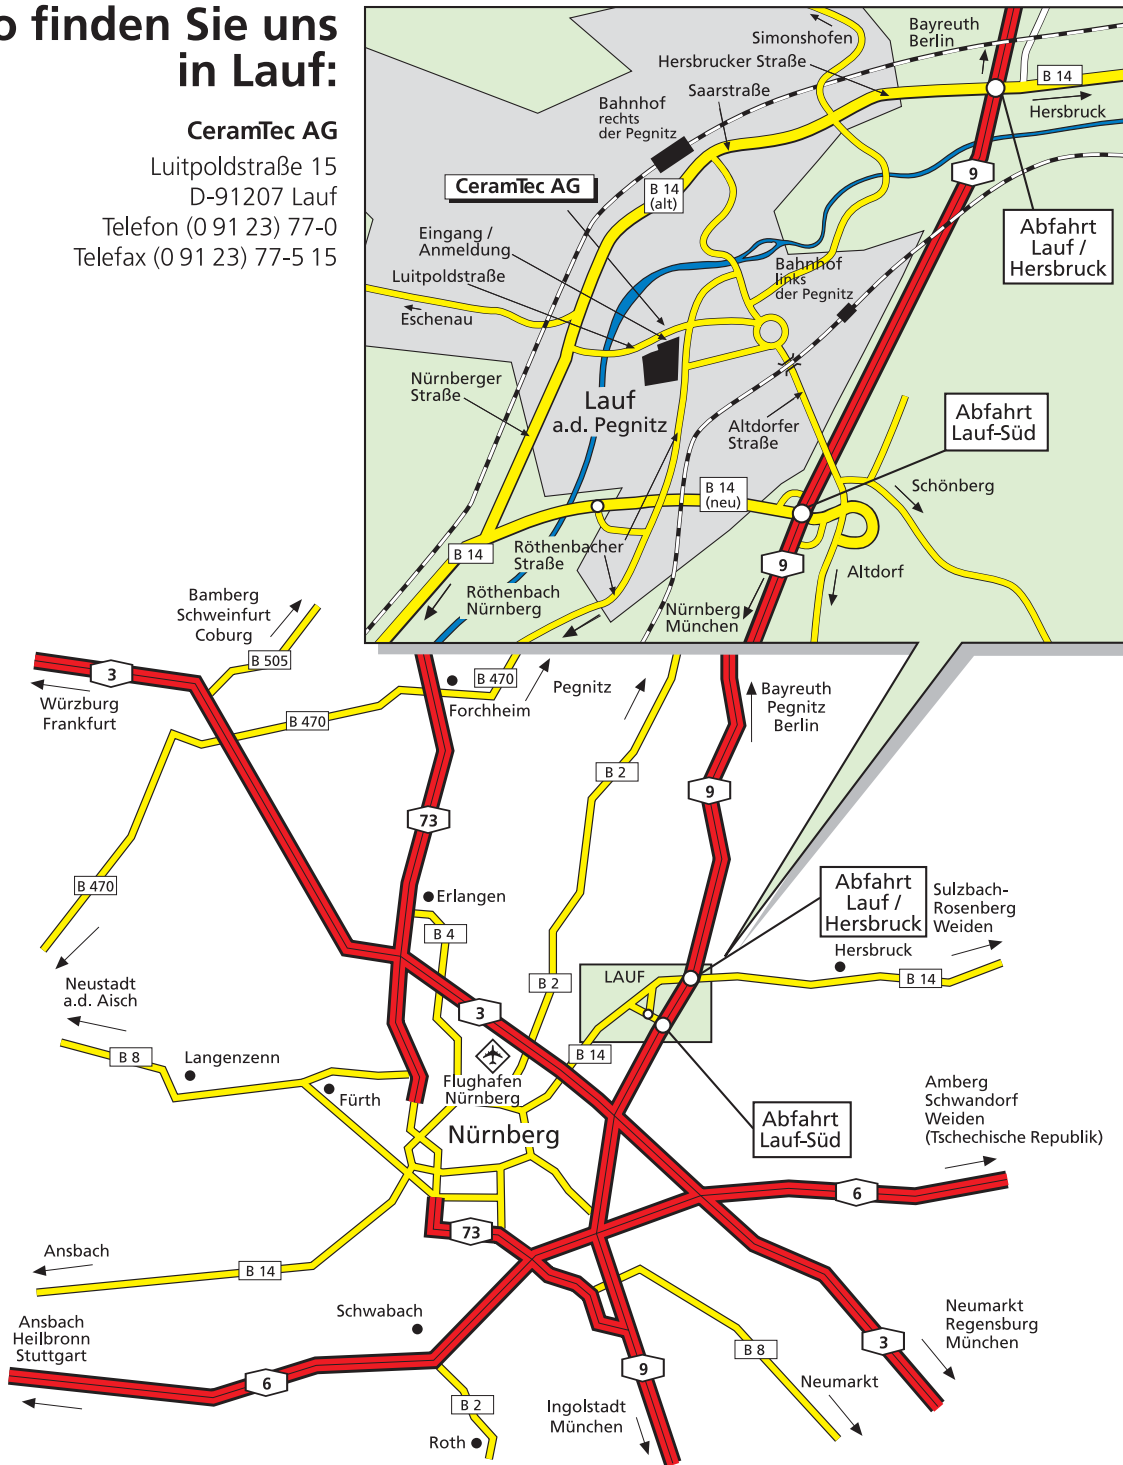 o finden Sie uns
in Lauf:
CeramTec AG
Luitpoldstraße 15
D-91207 Lauf
Telefon (0 91 23) 77-0
Telefax (0 91 23) 77-5 15
Simonshofen
Hersbrucker Straße
Saarstraße
Bahnhof
rechts
der Pegnitz
Bayreuth
Berlin
B 14
Hersbruck
9
CeramTec AG
B 14
(alt)
Abfahrt
Lauf /
Hersbruck
Eingang /
Anmeldung
Luitpoldstraße
Eschenau
Bahnhof
links
der Pegnitz
Nürnberger
Straße
Lauf
a.d. Pegnitz
Altdorfer
Straße
Abfahrt
Lauf-Süd
B 14
(neu)
Schönberg
B 14
Röthenbacher
Straße
9
Altdorf
Röthenbach
Nürnberg
Nürnberg
München
Bamberg
Schweinfurt
Coburg
B 505
3
Würzburg
Frankfurt
B 470
B 470
Forchheim
Pegnitz
Bayreuth
Pegnitz
Berlin
B 2
9
73
B 470
Erlangen
B 4
Abfahrt
Lauf /
Hersbruck
Sulzbach-
Rosenberg
Weiden
Hersbruck
B 14
Neustadt
a.d. Aisch
B 2
LAUF
3
B 14
B 8
Langenzenn
Fürth
Flughafen
Nürnberg
Nürnberg
Abfahrt
Lauf-Süd
Amberg
Schwandorf
Weiden
(Tschechische Republik)
6
73
Ansbach
B 14
Schwabach
Ansbach
Heilbronn
Stuttgart
6
B 2
Roth
9
Ingolstadt
München
B 8
Neumarkt
3
Neumarkt
Regensburg
München